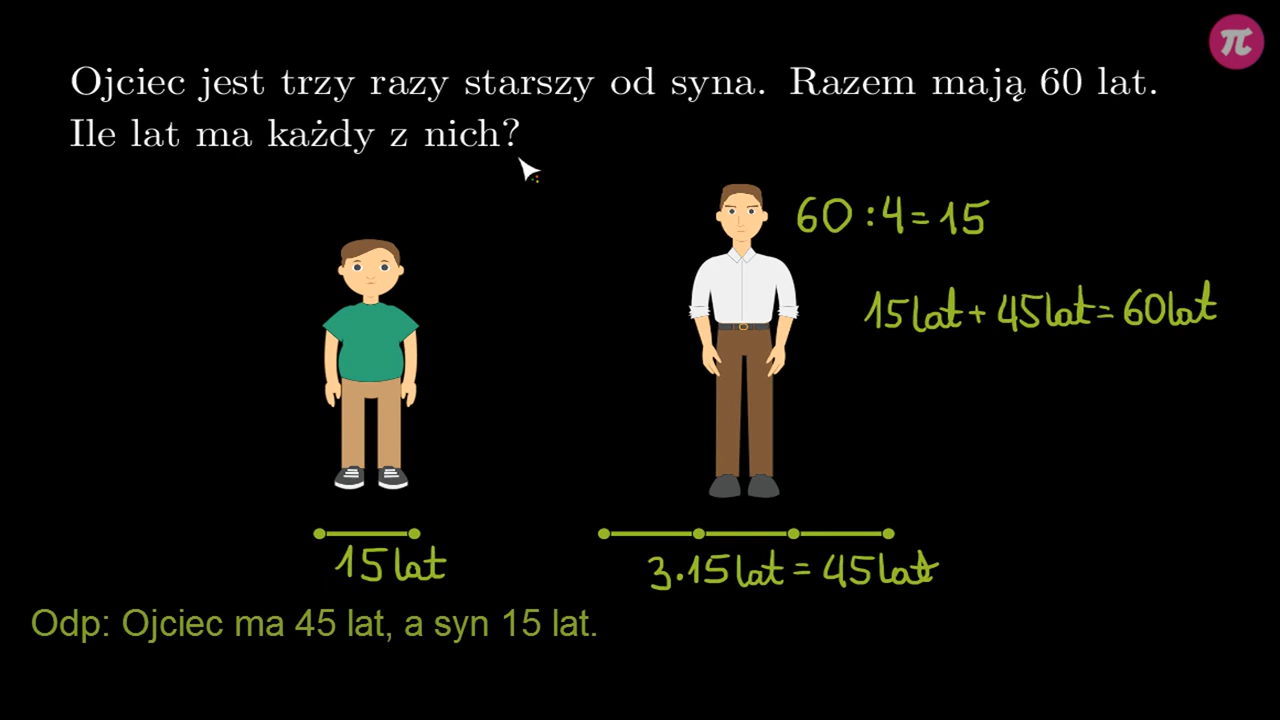 Ojciec jest trzy razy starszy od syna. Razem mają 60 lat.
Ile lat ma każdy z nich?
60 : 4 = 15
15 lat + 45 lat = 60 lat
15 lat
3 · 15 lat = 45 lat
Odp: Ojciec ma 45 lat, a syn 15 lat.
π